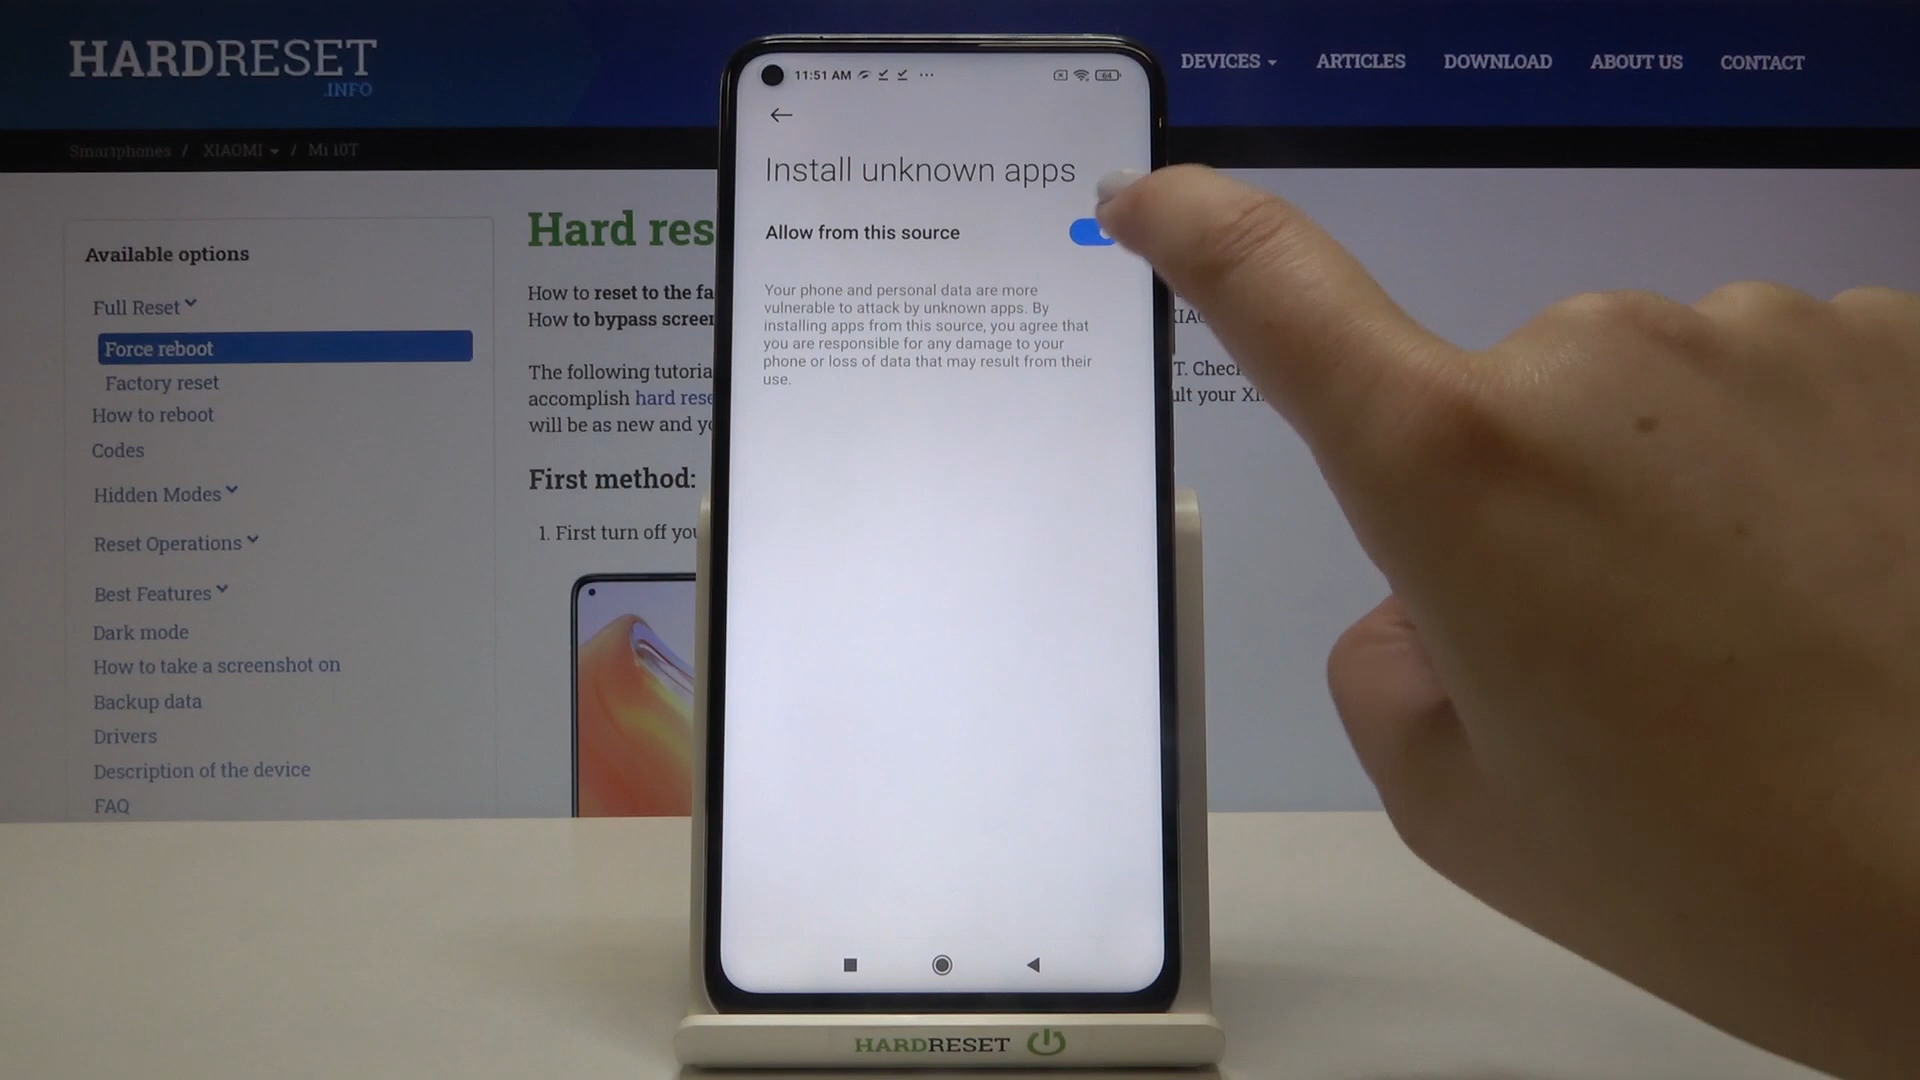 HARDRESET
.INFO
DEVICES
ARTICLES
DOWNLOAD
ABOUT US
CONTACT
Smartphones / XIAOMI / Mi 10T
Available options
Full Reset
Force reboot
Factory reset
How to reboot
Codes
Hidden Modes
Reset Operations
Best Features
Dark mode
How to take a screenshot on
Backup data
Drivers
Description of the device
FAQ
Hard res
How to reset to the fa
How to bypass screen
The following tutoria
accomplish hard rese
will be as new and yo
First method:
1. First turn off you
11:51 AM
64
Install unknown apps
Allow from this source
Your phone and personal data are more
vulnerable to attack by unknown apps. By
installing apps from this source, you agree that
you are responsible for any damage to your
phone or loss of data that may result from their
use.
T. Chec
ult your XI
HARDRESET